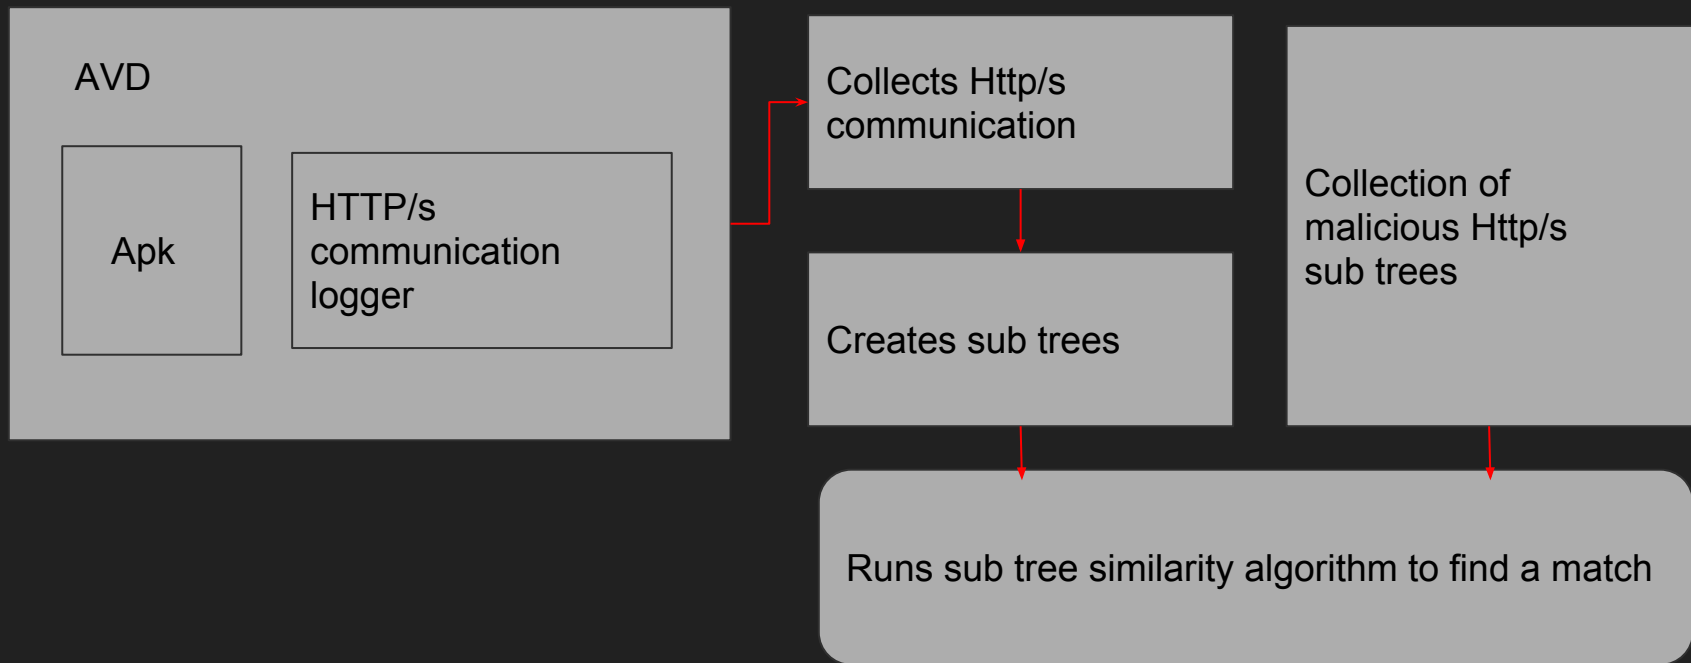 AVD
Apk
HTTP/s
communication
logger
Collects Http/s
communication
Creates sub trees
Collection of
malicious Http/s
sub trees
Runs sub tree similarity algorithm to find a match